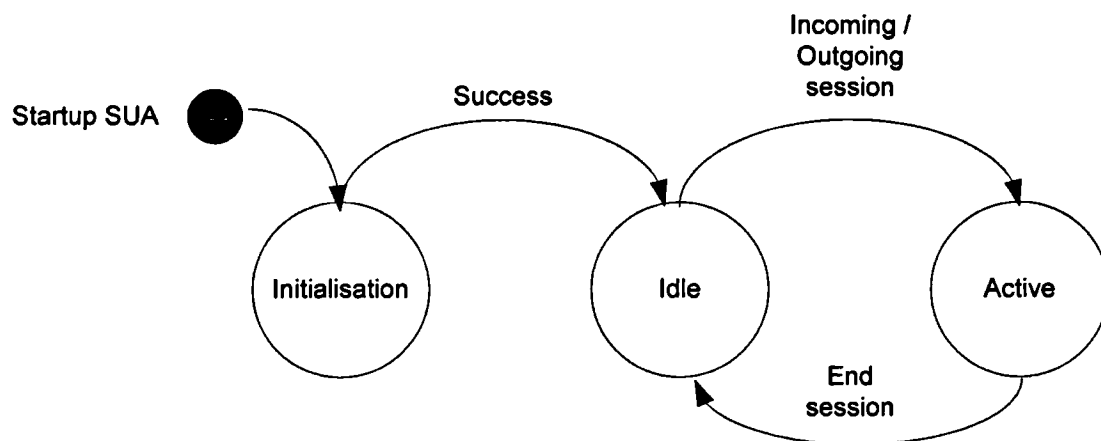 Incoming /
Outgoing
session
Success
Startup SUA
Initialisation
Idle
Active
End
session